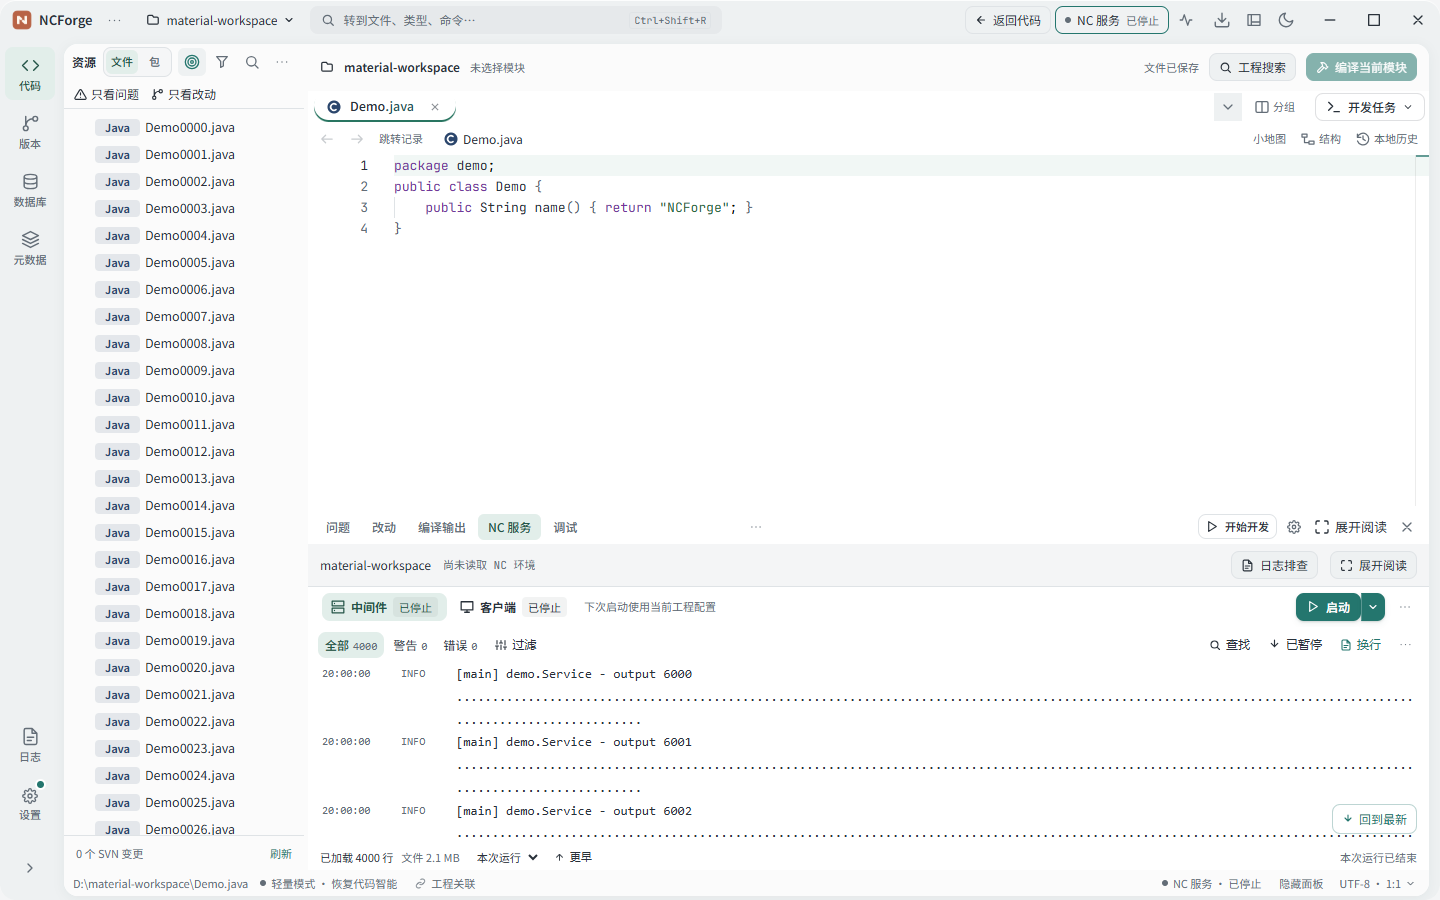 N NCForge ··· material-workspace 转到文件、类型、命令··· Ctrl+Shift+R 返回代码 NC 服务 已停止
代码
版本
数据库
元数据
日志
设置
资源 文件 包 ···
只看问题 只看改动
Java Demo0000.java
Java Demo0001.java
Java Demo0002.java
Java Demo0003.java
Java Demo0004.java
Java Demo0005.java
Java Demo0006.java
Java Demo0007.java
Java Demo0008.java
Java Demo0009.java
Java Demo0010.java
Java Demo0011.java
Java Demo0012.java
Java Demo0013.java
Java Demo0014.java
Java Demo0015.java
Java Demo0016.java
Java Demo0017.java
Java Demo0018.java
Java Demo0019.java
Java Demo0020.java
Java Demo0021.java
Java Demo0022.java
Java Demo0023.java
Java Demo0024.java
Java Demo0025.java
Java Demo0026.java
0 个 SVN 变更 刷新
material-workspace 未选择模块 文件已保存 工程搜索 编译当前模块
C Demo.java × 分组 开发任务
跳转记录 C Demo.java 小地图 结构 本地历史
1 package demo;
2 public class Demo {
3 public String name() { return "NCForge"; }
4 }
问题 改动 编译输出 NC 服务 调试 ··· 开始开发 展开阅读
material-workspace 尚未读取 NC 环境 日志排查 展开阅读
中间件 已停止 客户端 已停止 下次启动使用当前工程配置 启动 ···
全部 4000 警告 0 错误 0 过滤 查找 已暂停 换行 ···
20:00:00 INFO [main] demo.Service - output 6000
........................................................................................................................................
..........................
20:00:00 INFO [main] demo.Service - output 6001
........................................................................................................................................
..........................
20:00:00 INFO [main] demo.Service - output 6002
........................................................................................................................................
回到最新
已加载 4000 行 文件 2.1 MB 本次运行 更早 本次运行已结束
D:\material-workspace\Demo.java 轻量模式 · 恢复代码智能 工程关联 NC 服务 · 已停止 隐藏面板 UTF-8 · 1:1